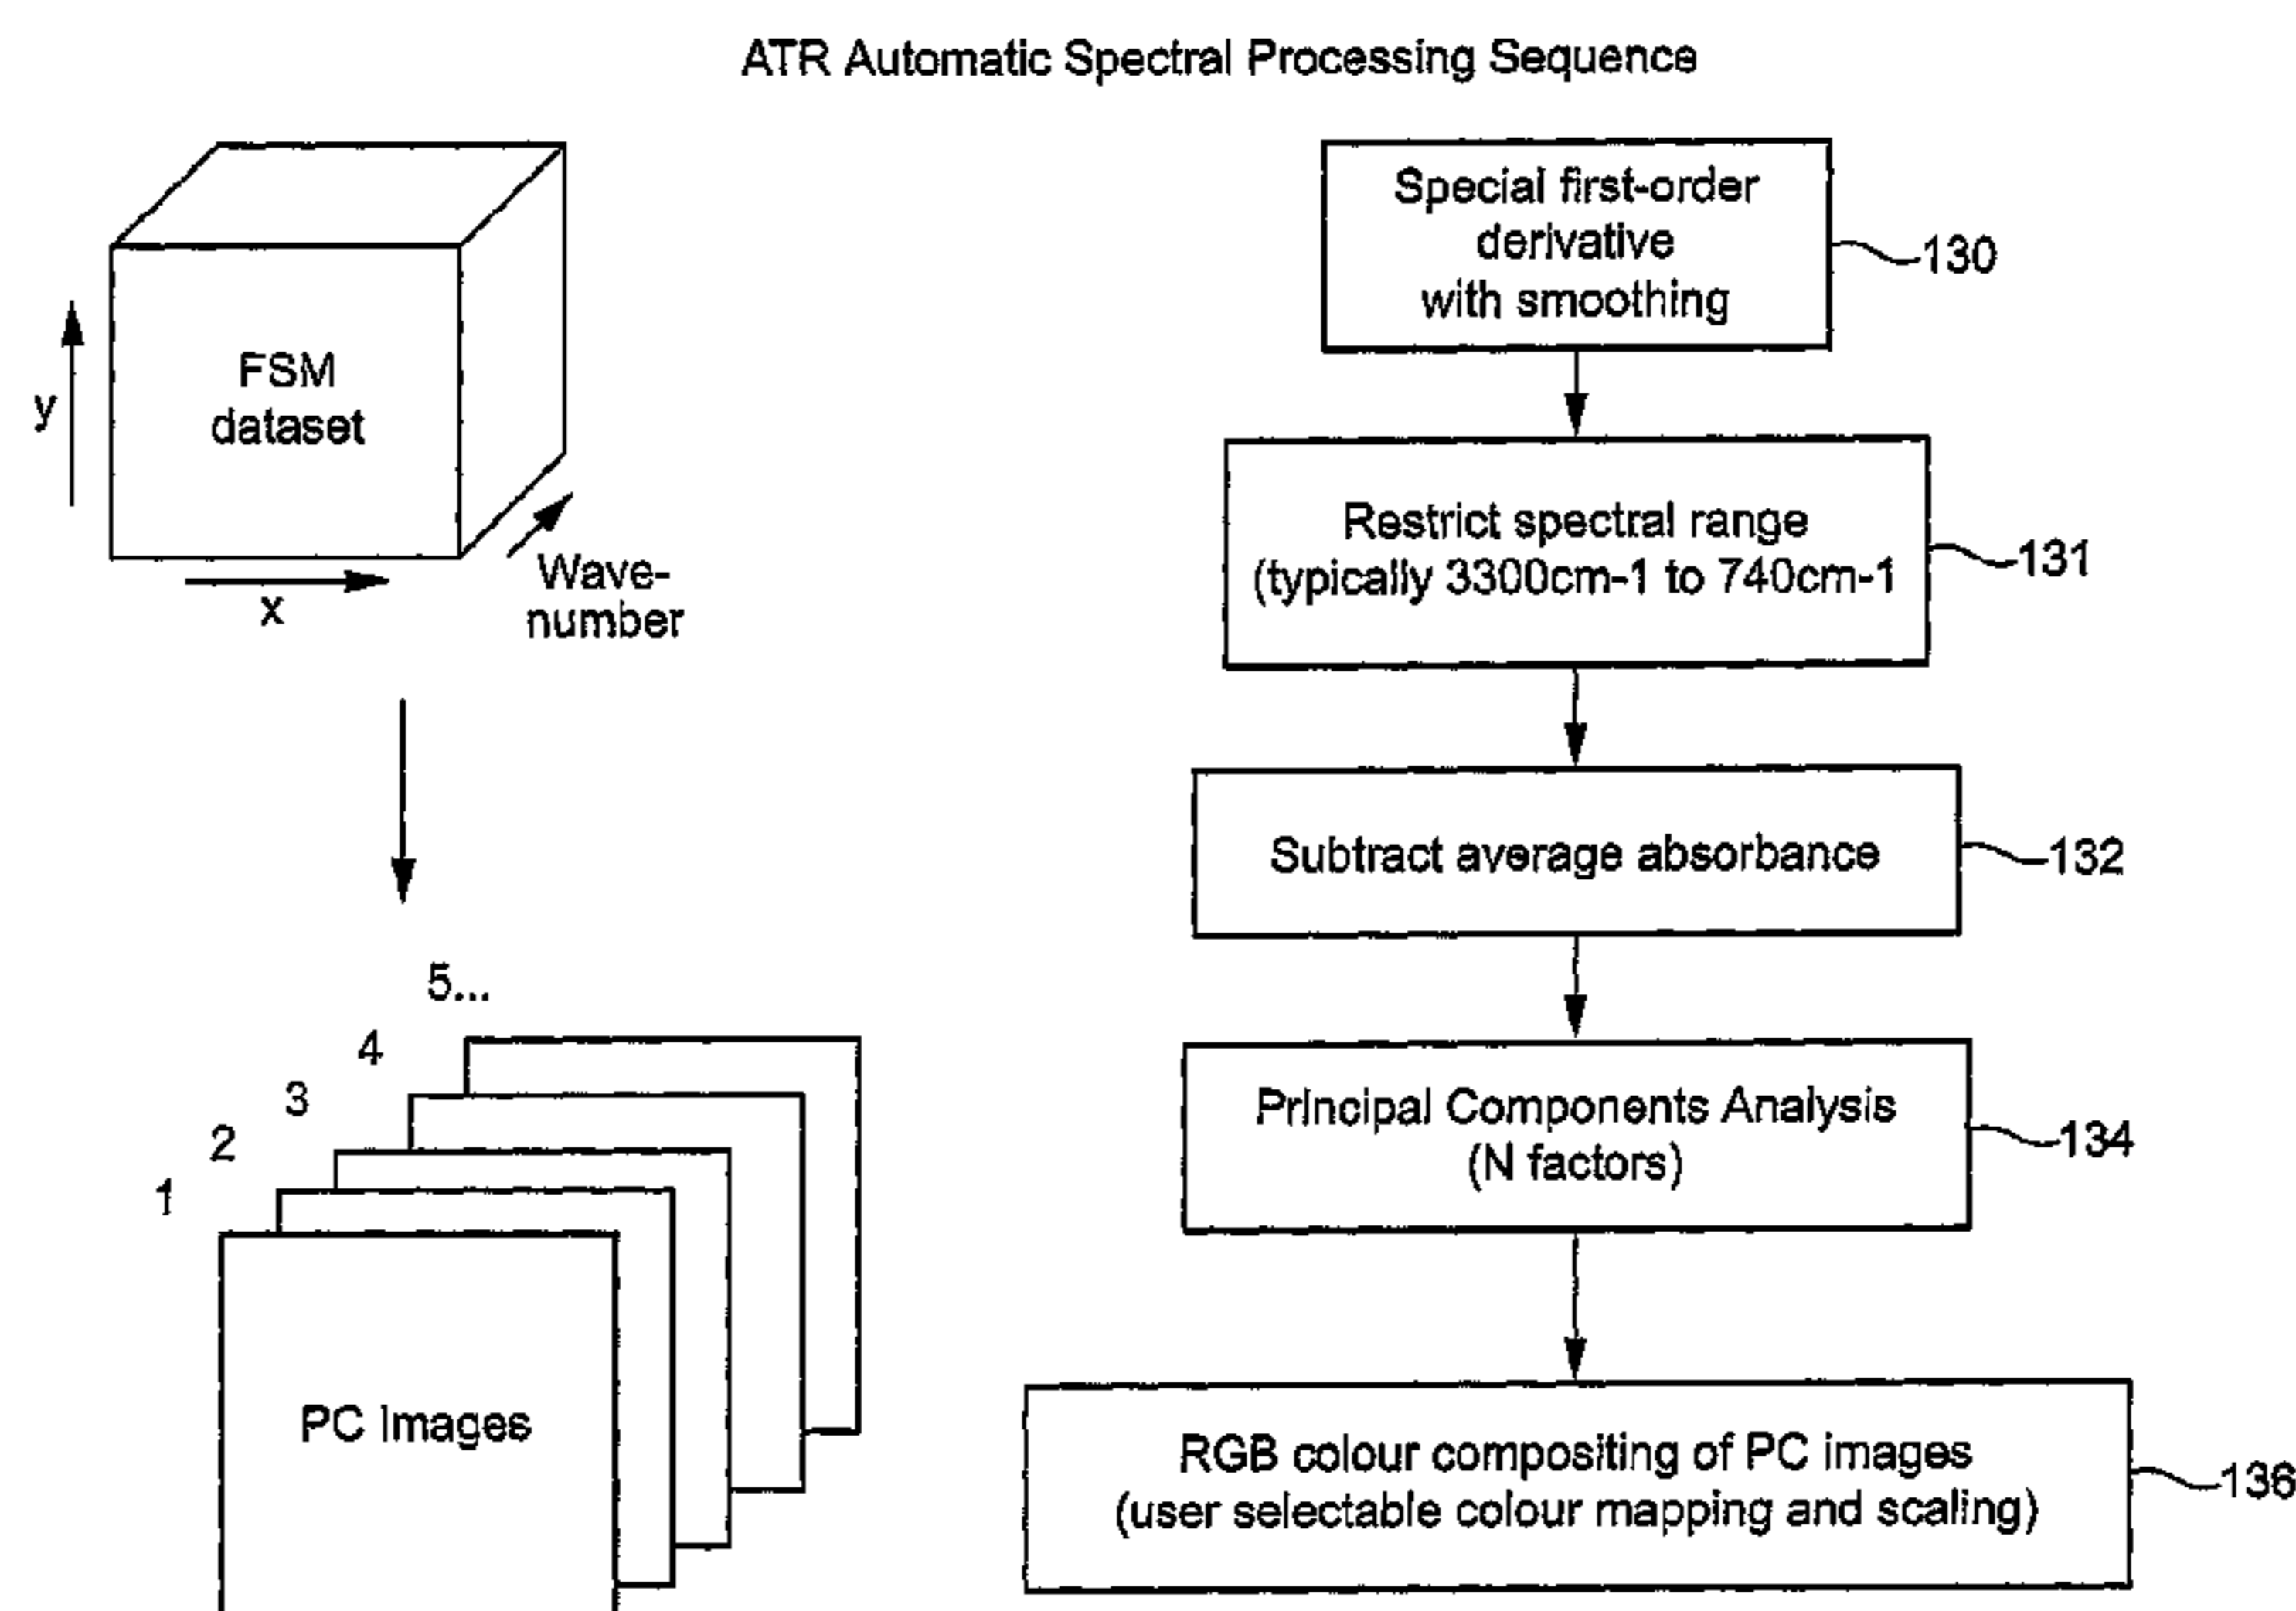 ATR Automatic Spectral Processing Sequence
FSM
dataset
y
x
Wave-
number
5...
4
3
2
1
PC Images
Special first-order
derivative
with smoothing
130
Restrict spectral range
(typically 3300cm-1 to 740cm-1
131
Subtract average absorbance
132
Principal Components Analysis
(N factors)
134
RGB colour compositing of PC images
(user selectable colour mapping and scaling)
136